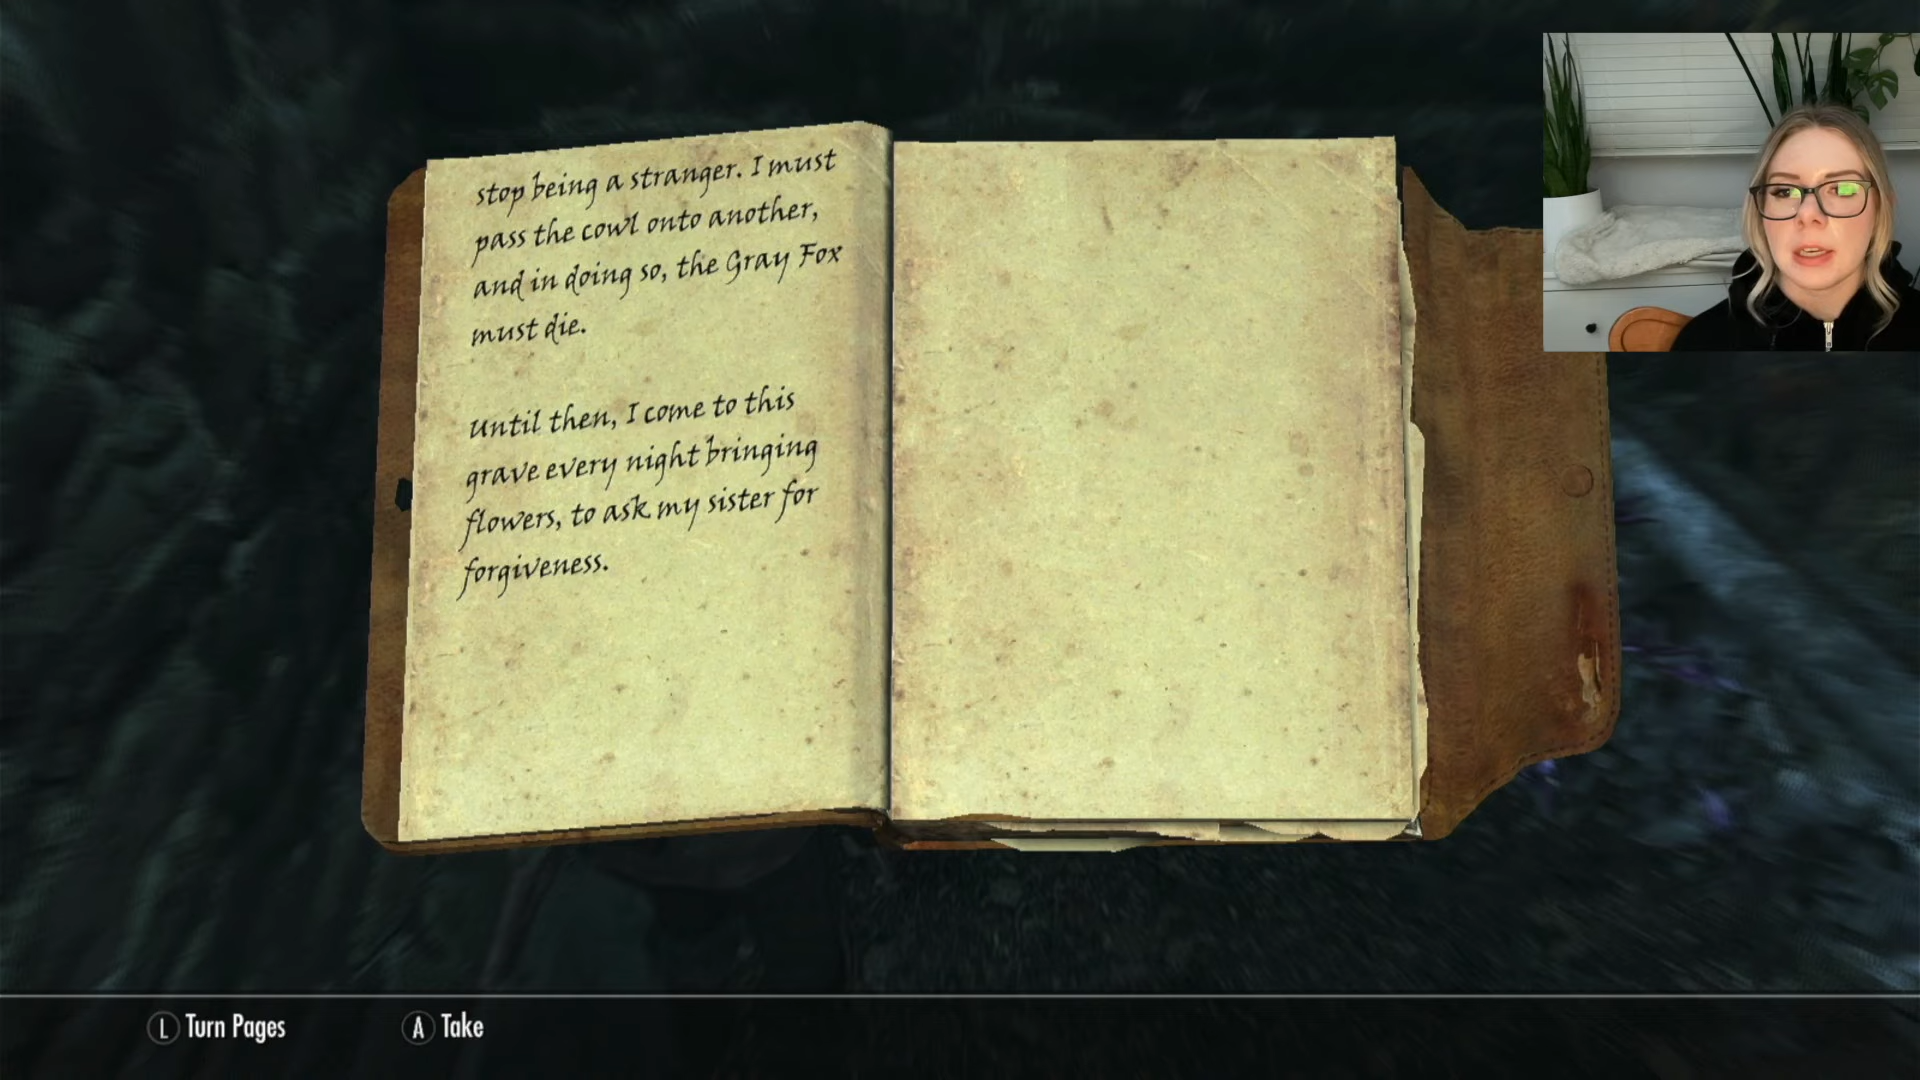 stop being a stranger. I must
pass the cowl onto another,
and in doing so, the Gray Fox
must die.
Until then, I come to this
grave every night bringing
flowers, to ask my sister for
forgiveness.
L Turn Pages
A Take